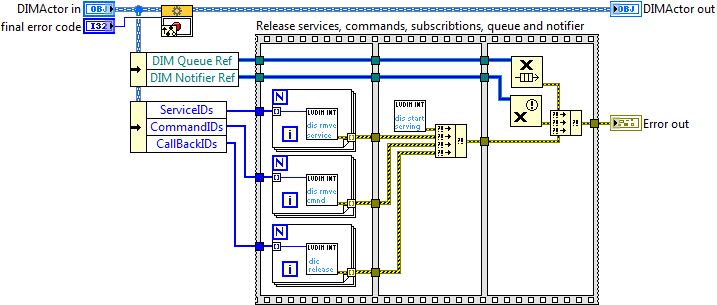 DIMActor in
OBJ
OBJ
DIMActor out
final error code
I32
Release services, commands, subscribtions, queue and notifier
DIM Queue Ref
DIM Notifier Ref
ServiceIDs
CommandIDs
CallBackIDs
N
LVDIM INT
dis rmve
service
i
LVDIM INT
dis start
serving
Error out
N
LVDIM INT
dis rmve
cmnd
i
N
LVDIM INT
dic
release
i